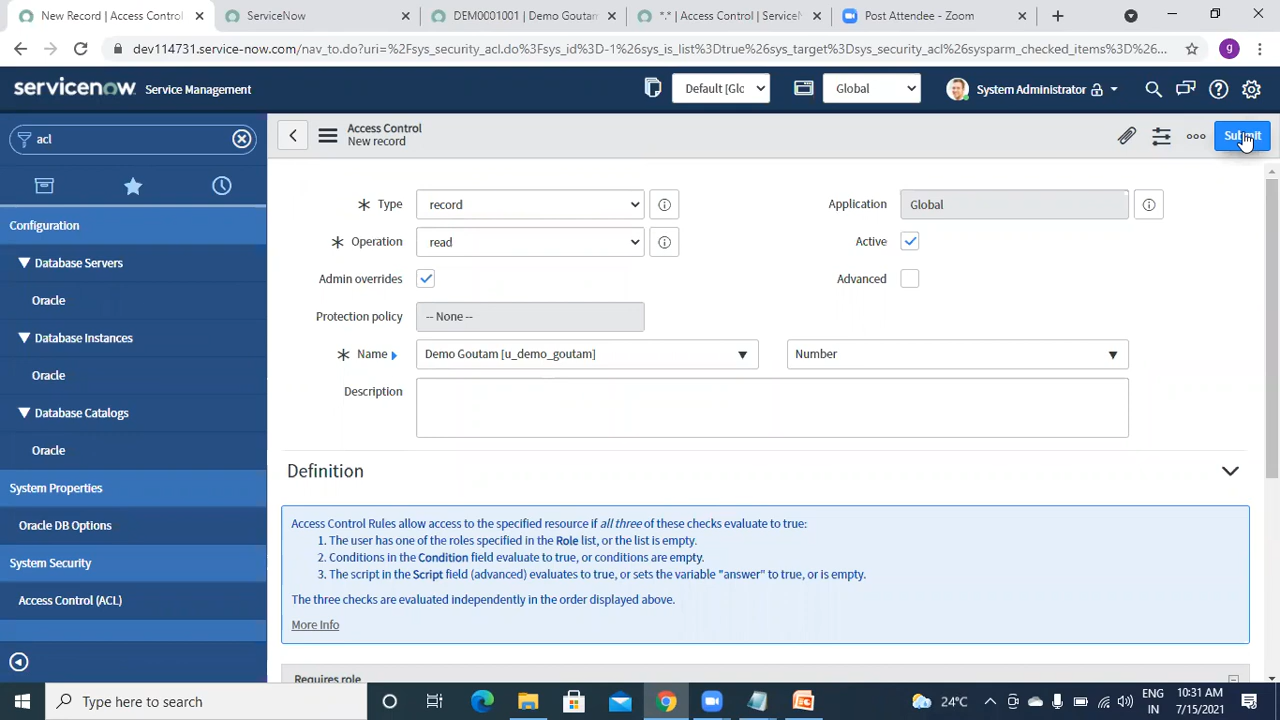 New Record | Access Control
ServiceNow
DEM0001001 | Demo Goutam
*.* | Access Control | ServiceN
Post Attendee - Zoom
dev114731.service-now.com/nav_to.do?uri=%2Fsys_security_acl.do%3Fsys_id%3D-1%26sys_is_list%3Dtrue%26sys_target%3Dsys_security_acl%26sysparm_checked_items%3D%26...
g
servicenow Service Management
Default [Glo
Global
System Administrator
acl
Access Control
New record
Submit
Configuration
Database Servers
Oracle
Database Instances
Oracle
Database Catalogs
Oracle
System Properties
Oracle DB Options
System Security
Access Control (ACL)
Type
record
Application
Global
Operation
read
Active
Admin overrides
Advanced
Protection policy
-- None --
Name
Demo Goutam [u_demo_goutam]
Number
Description
Definition
Access Control Rules allow access to the specified resource if all three of these checks evaluate to true:
1. The user has one of the roles specified in the Role list, or the list is empty.
2. Conditions in the Condition field evaluate to true, or conditions are empty.
3. The script in the Script field (advanced) evaluates to true, or sets the variable "answer" to true, or is empty.
The three checks are evaluated independently in the order displayed above.
More Info
Requires role
Type here to search
24°C
ENG
IN
10:31 AM
7/15/2021